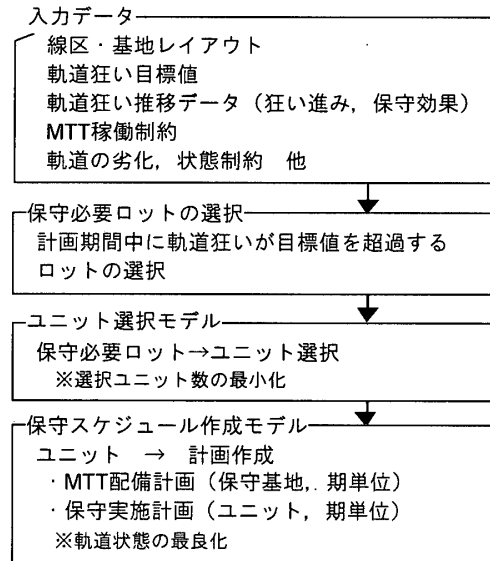 入力データ
線区・基地レイアウト
軌道狂い目標値
軌道狂い推移データ（狂い進み，保守効果）
MTT稼働制約
軌道の劣化，状態制約　他
保守必要ロットの選択
計画期間中に軌道狂いが目標値を超過する
ロットの選択
ユニット選択モデル
保守必要ロット→ユニット選択
※選択ユニット数の最小化
保守スケジュール作成モデル
ユニット　→　計画作成
・MTT配備計画（保守基地，期単位）
・保守実施計画（ユニット，期単位）
※軌道状態の最良化